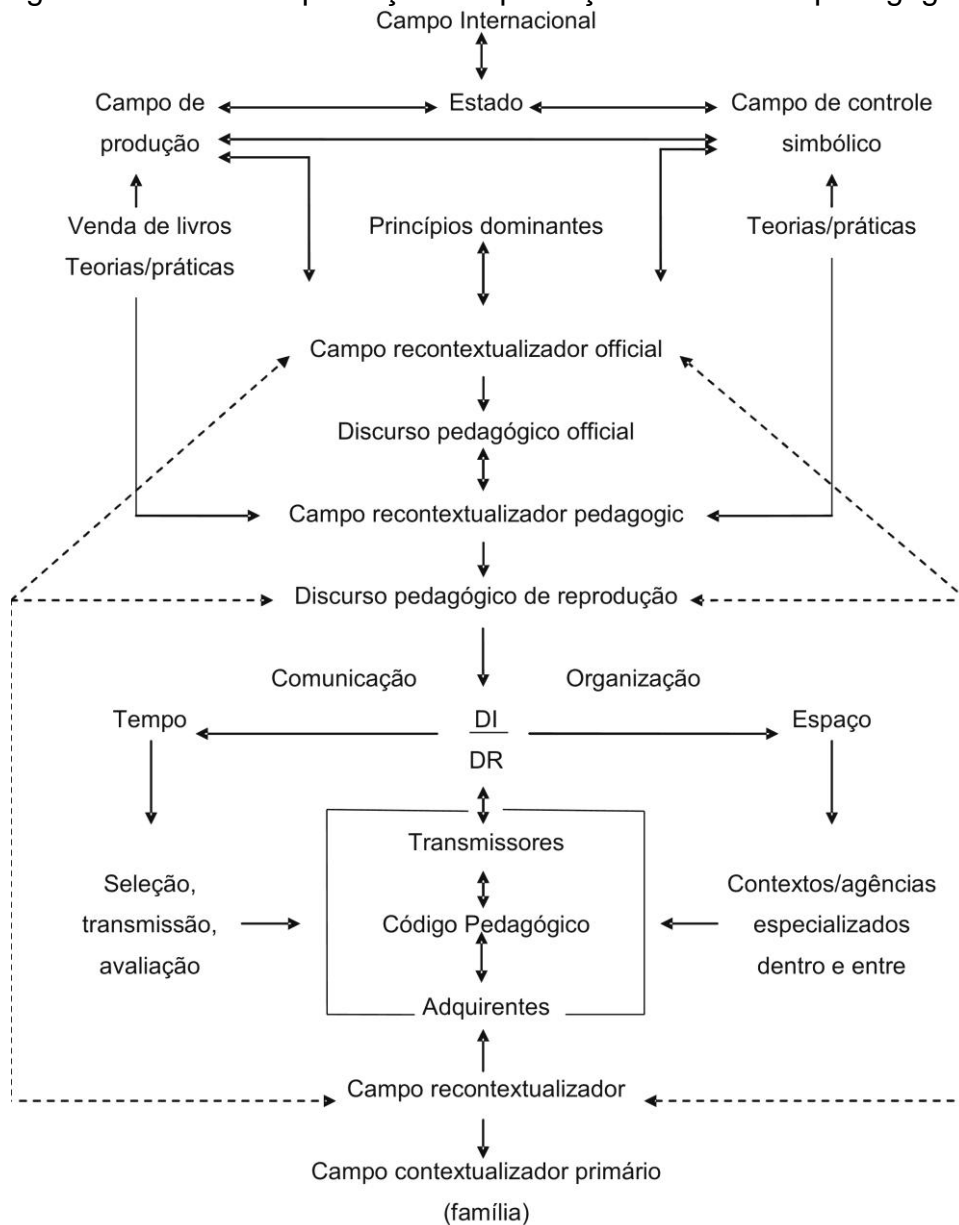 Campo Internacional
Campo de Estado Campo de controle
produção simbólico
Venda de livros Princípios dominantes Teorias/práticas
Teorias/práticas
Campo recontextualizador official
Discurso pedagógico official
Campo recontextualizador pedagogic
Discurso pedagógico de reprodução
Comunicação Organização
Tempo DI Espaço
DR
Transmissores
Seleção, Contextos/agências
transmissão, Código Pedagógico especializados
avaliação dentro e entre
Adquirentes
Campo recontextualizador
Campo contextualizador primário
(família)